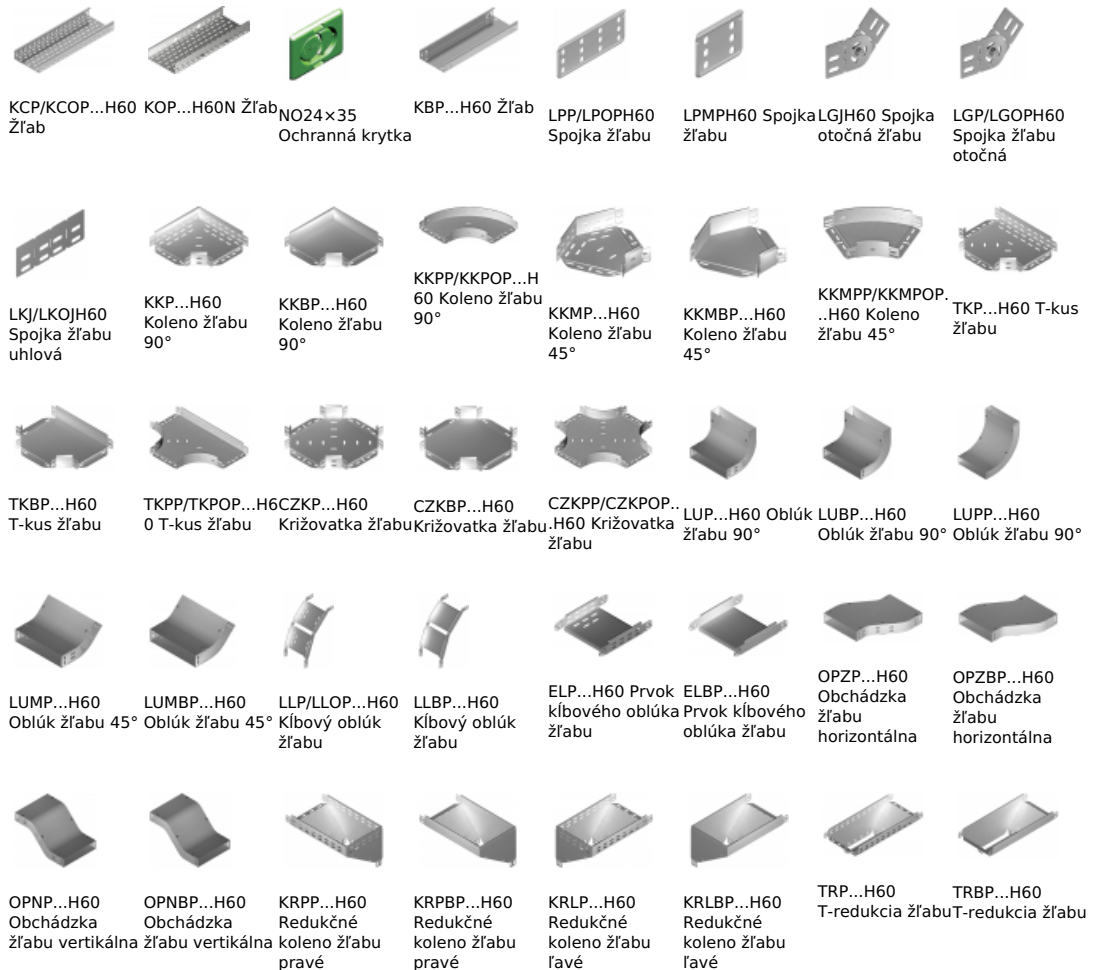 KCP/KCOP...H60
Žľab
KOP...H60N Žľab
NO24×35
Ochranná krytka
KBP...H60 Žľab
LPP/LPOPH60
Spojka žľabu
LPMPH60 Spojka
žľabu
LGJH60 Spojka
otočná žľabu
LGP/LGOPH60
Spojka žľabu
otočná
LKJ/LKOJH60
Spojka žľabu
uhlová
KKP...H60
Koleno žľabu
90°
KKBP...H60
Koleno žľabu
90°
KKPP/KKPOP...H
60 Koleno žľabu
90°
KKMP...H60
Koleno žľabu
45°
KKMBP...H60
Koleno žľabu
45°
KKMPP/KKMPOP.
..H60 Koleno
žľabu 45°
TKP...H60 T-kus
žľabu
TKBP...H60
T-kus žľabu
TKPP/TKPOP...H6
0 T-kus žľabu
CZKP...H60
Križovatka žľabu
CZKBP...H60
Križovatka žľabu
CZKPP/CZKPOP..
.H60 Križovatka
žľabu
LUP...H60 Oblúk
žľabu 90°
LUBP...H60
Oblúk žľabu 90°
LUPP...H60
Oblúk žľabu 90°
LUMP...H60
Oblúk žľabu 45°
LUMBP...H60
Oblúk žľabu 45°
LLP/LLOP...H60
Kĺbový oblúk
žľabu
LLBP...H60
Kĺbový oblúk
žľabu
ELP...H60 Prvok
kĺbového oblúka
žľabu
ELBP...H60
Prvok kĺbového
oblúka žľabu
OPZP...H60
Obchádzka
žľabu
horizontálna
OPZBP...H60
Obchádzka
žľabu
horizontálna
OPNP...H60
Obchádzka
žľabu vertikálna
OPNBP...H60
Obchádzka
žľabu vertikálna
KRPP...H60
Redukčné
koleno žľabu
pravé
KRPBP...H60
Redukčné
koleno žľabu
pravé
KRLP...H60
Redukčné
koleno žľabu
ľavé
KRLBP...H60
Redukčné
koleno žľabu
ľavé
TRP...H60
T-redukcia žľabu
TRBP...H60
T-redukcia žľabu